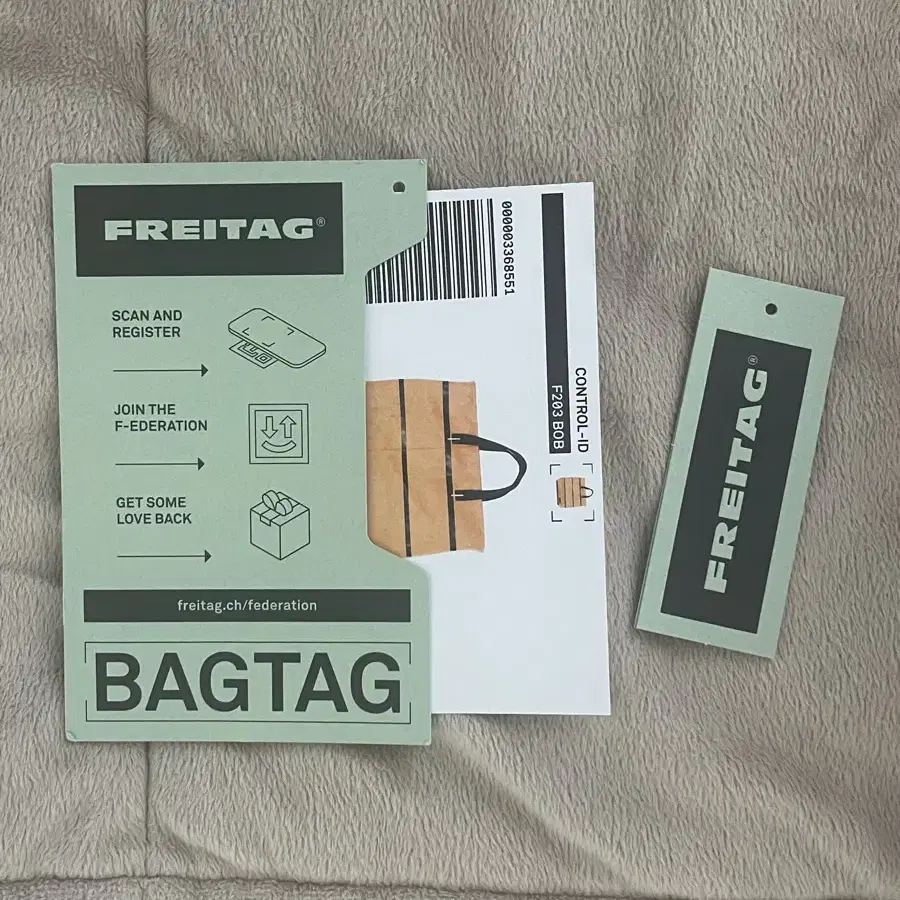 FREITAG®
SCAN AND
REGISTER
JOIN THE
F-EDERATION
GET SOME
LOVE BACK
freitag.ch/federation
BAGTAG
000003368551
F203 BOB
CONTROL-ID
FREITAG®